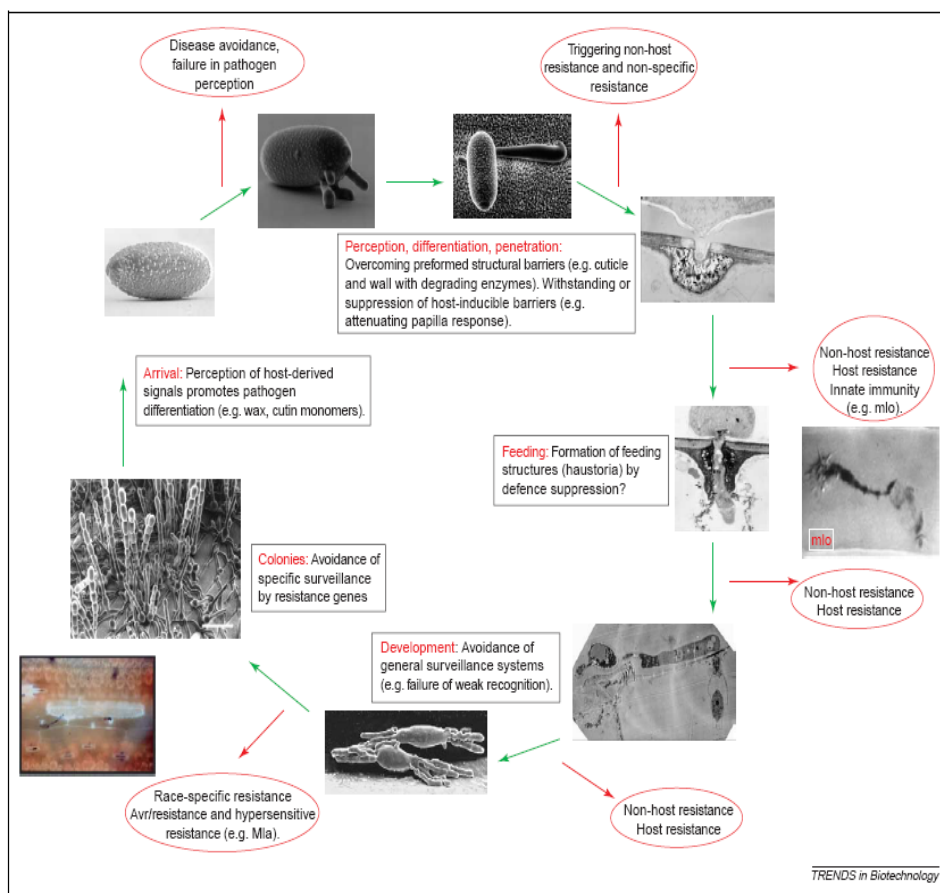 Disease avoidance,
failure in pathogen
perception
Triggering non-host
resistance and non-specific
resistance
Perception, differentiation, penetration:
Overcoming preformed structural barriers (e.g. cuticle
and wall with degrading enzymes). Withstanding or
suppression of host-inducible barriers (e.g.
attenuating papilla response).
Arrival: Perception of host-derived
signals promotes pathogen
differentiation (e.g. wax, cutin monomers).
Non-host resistance
Host resistance
Innate immunity
(e.g. mlo).
Feeding: Formation of feeding
structures (haustoria) by
defence suppression?
mlo
Colonies: Avoidance of
specific surveillance
by resistance genes
Non-host resistance
Host resistance
Development: Avoidance of
general surveillance systems
(e.g. failure of weak recognition).
Race-specific resistance
Avr/resistance and hypersensitive
resistance (e.g. Mla).
Non-host resistance
Host resistance
TRENDS in Biotechnology